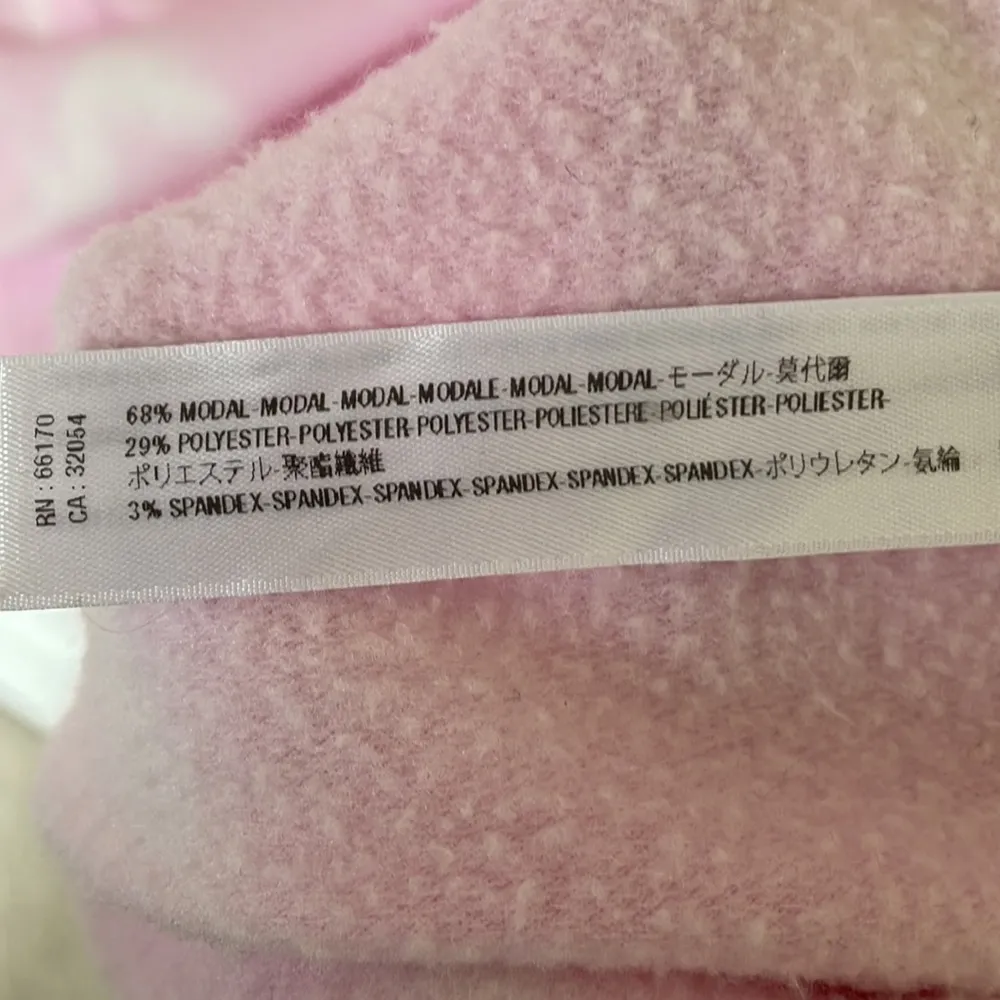 RN : 66170
CA : 32054
68% MODAL-MODAL-MODAL-MODALE-MODAL-MODAL-モーダル-莫代爾
29% POLYESTER-POLYESTER-POLYESTER-POLIESTERE-POLIÉSTER-POLIESTER-
ポリエステル-聚酯纖維
3% SPANDEX-SPANDEX-SPANDEX-SPANDEX-SPANDEX-SPANDEX-ポリウレタン-氨綸